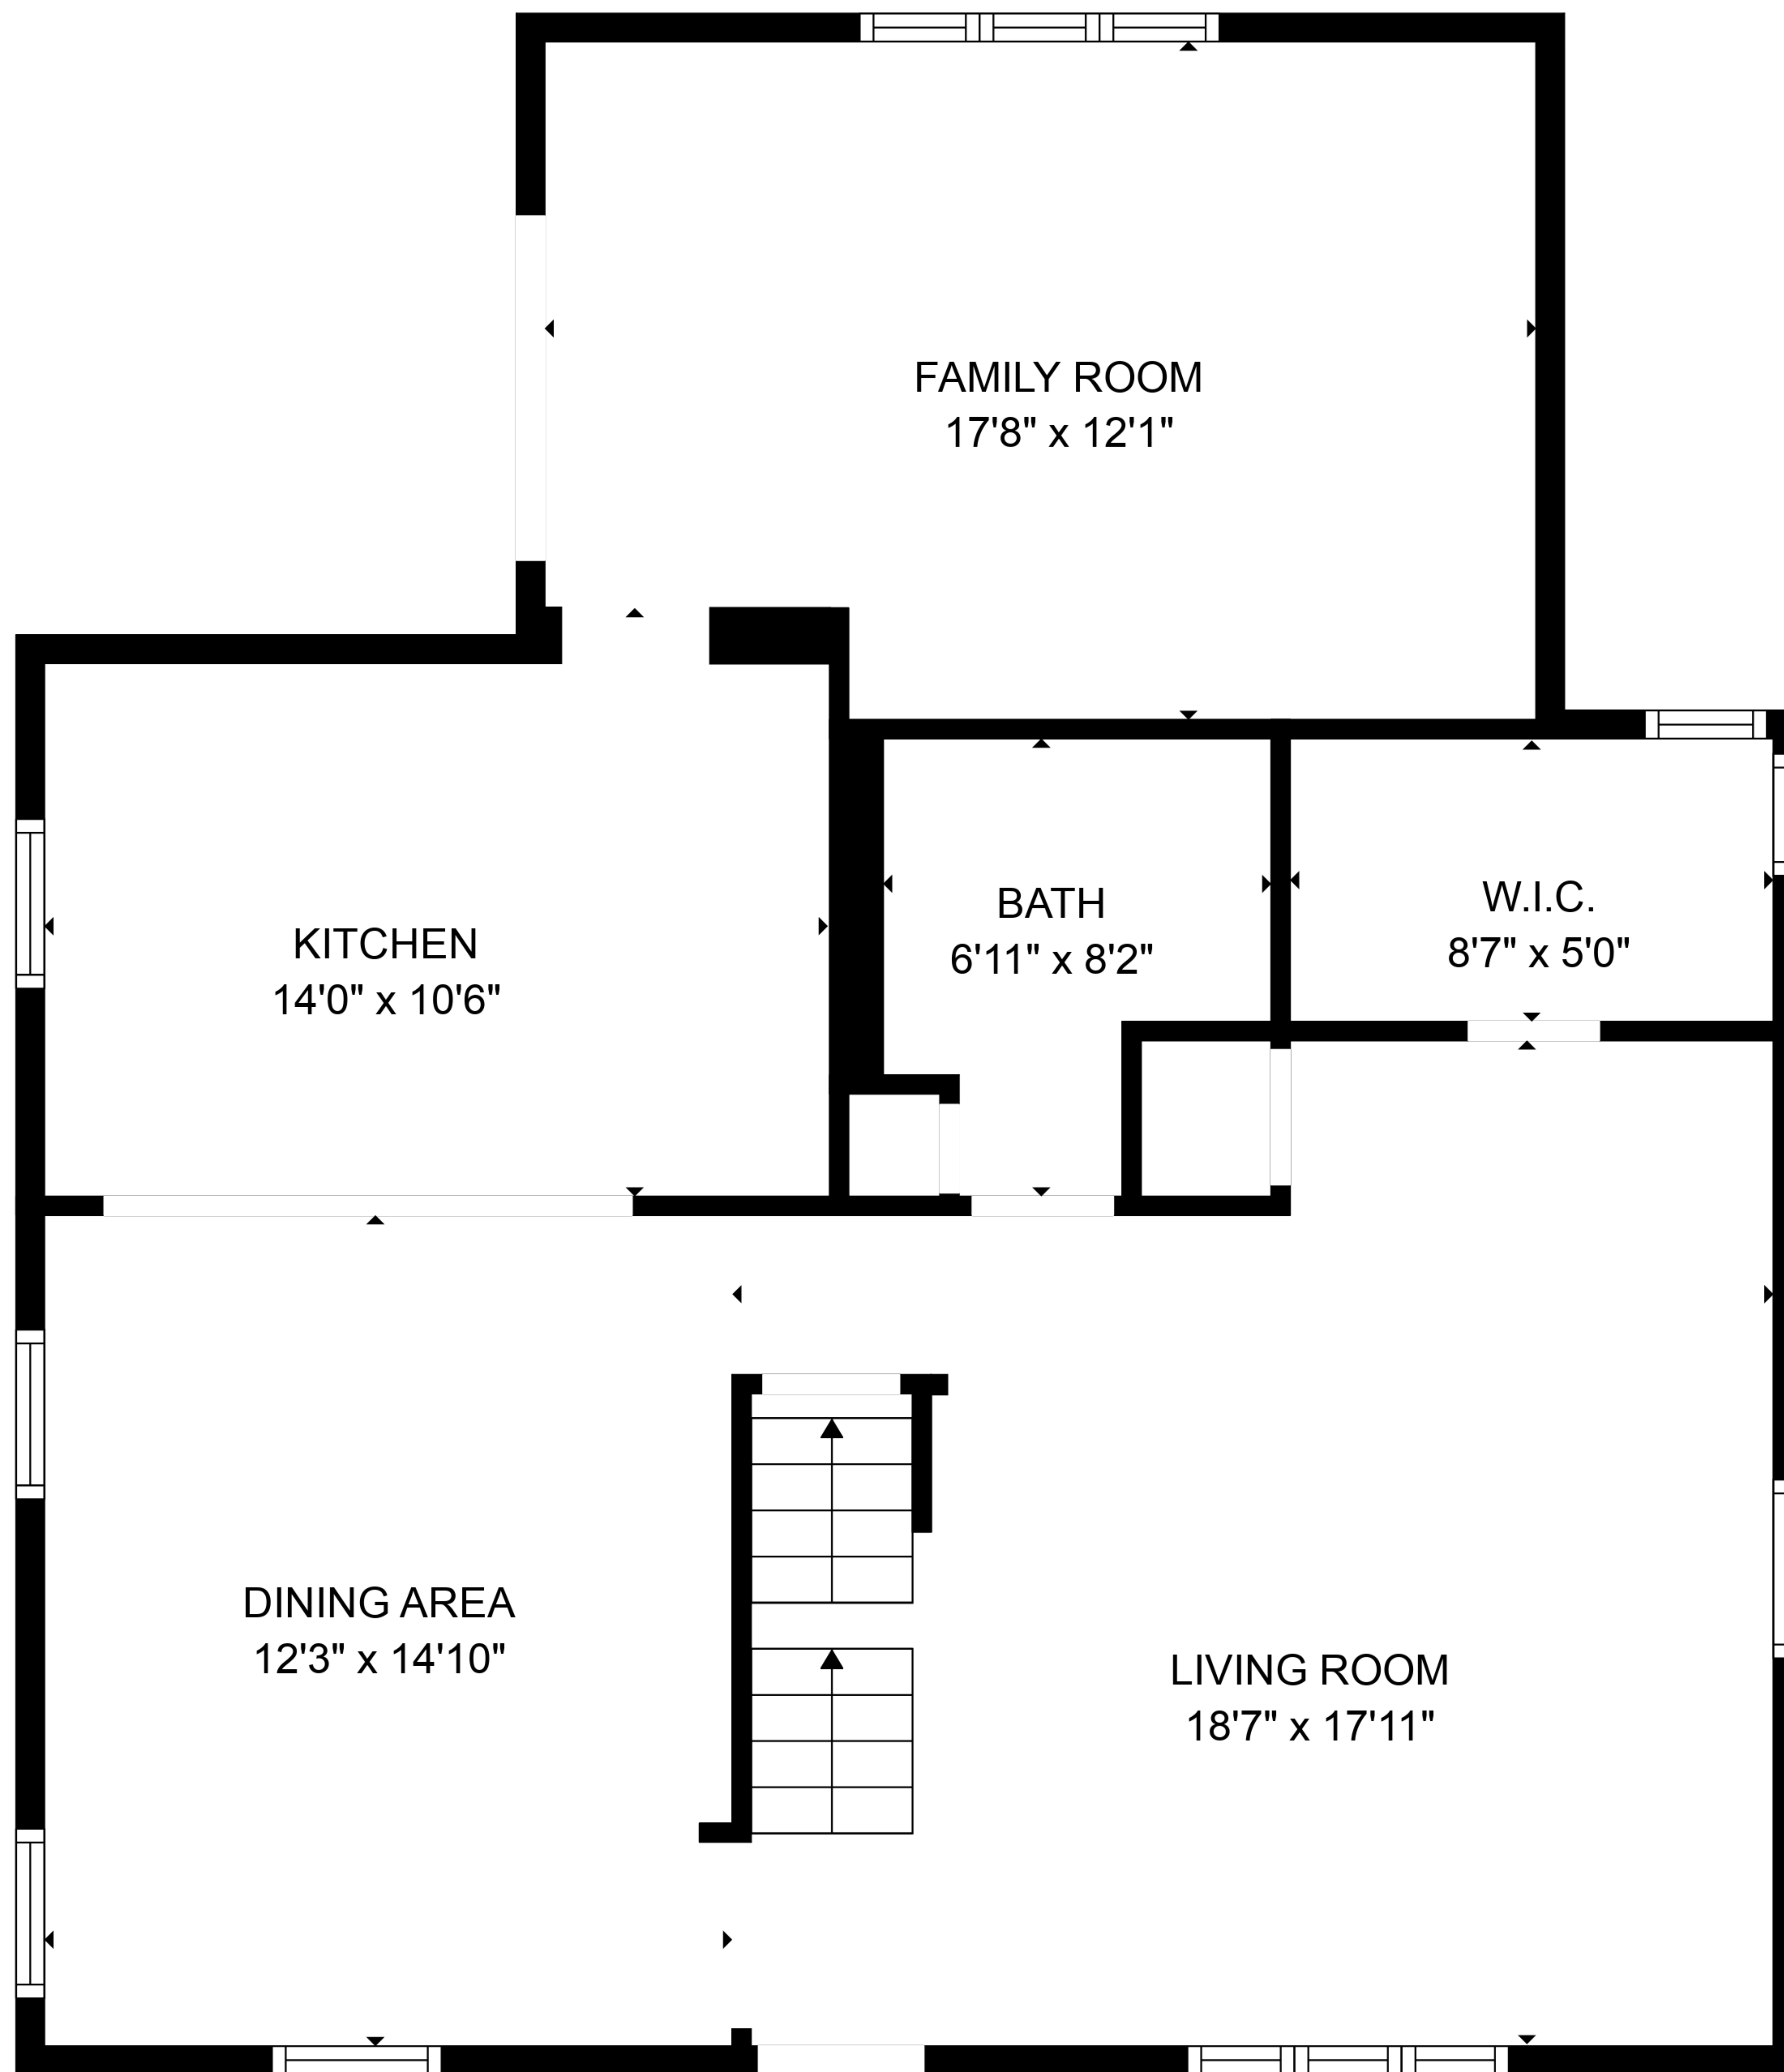 FAMILY ROOM
17'8" x 12'1"
KITCHEN
14'0" x 10'6"
BATH
6'11" x 8'2"
W.I.C.
8'7" x 5'0"
DINING AREA
12'3" x 14'10"
LIVING ROOM
18'7" x 17'11"